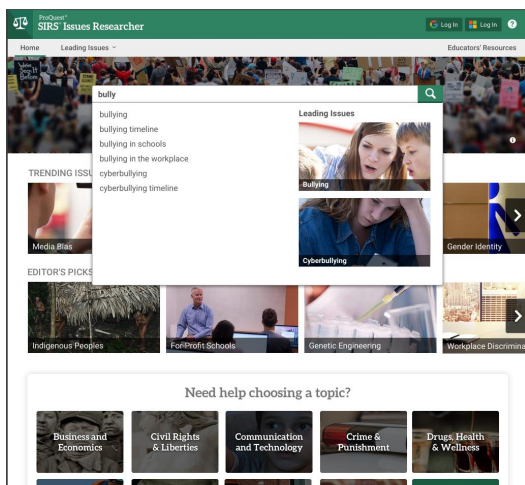 ProQuest®
SIRS® Issues Researcher
Log In
Log In
?
Home
Leading Issues
Educators' Resources
bully
bullying
bullying timeline
bullying in schools
bullying in the workplace
cyberbullying
cyberbullying timeline
Leading Issues
Bullying
Cyberbullying
TRENDING ISSU
Media Bias
Gender Identity
EDITOR'S PICKS
Indigenous Peoples
For-Profit Schools
Genetic Engineering
Workplace Discrimina
Need help choosing a topic?
Business and
Economics
Civil Rights
& Liberties
Communication
and Technology
Crime &
Punishment
Drugs, Health
& Wellness